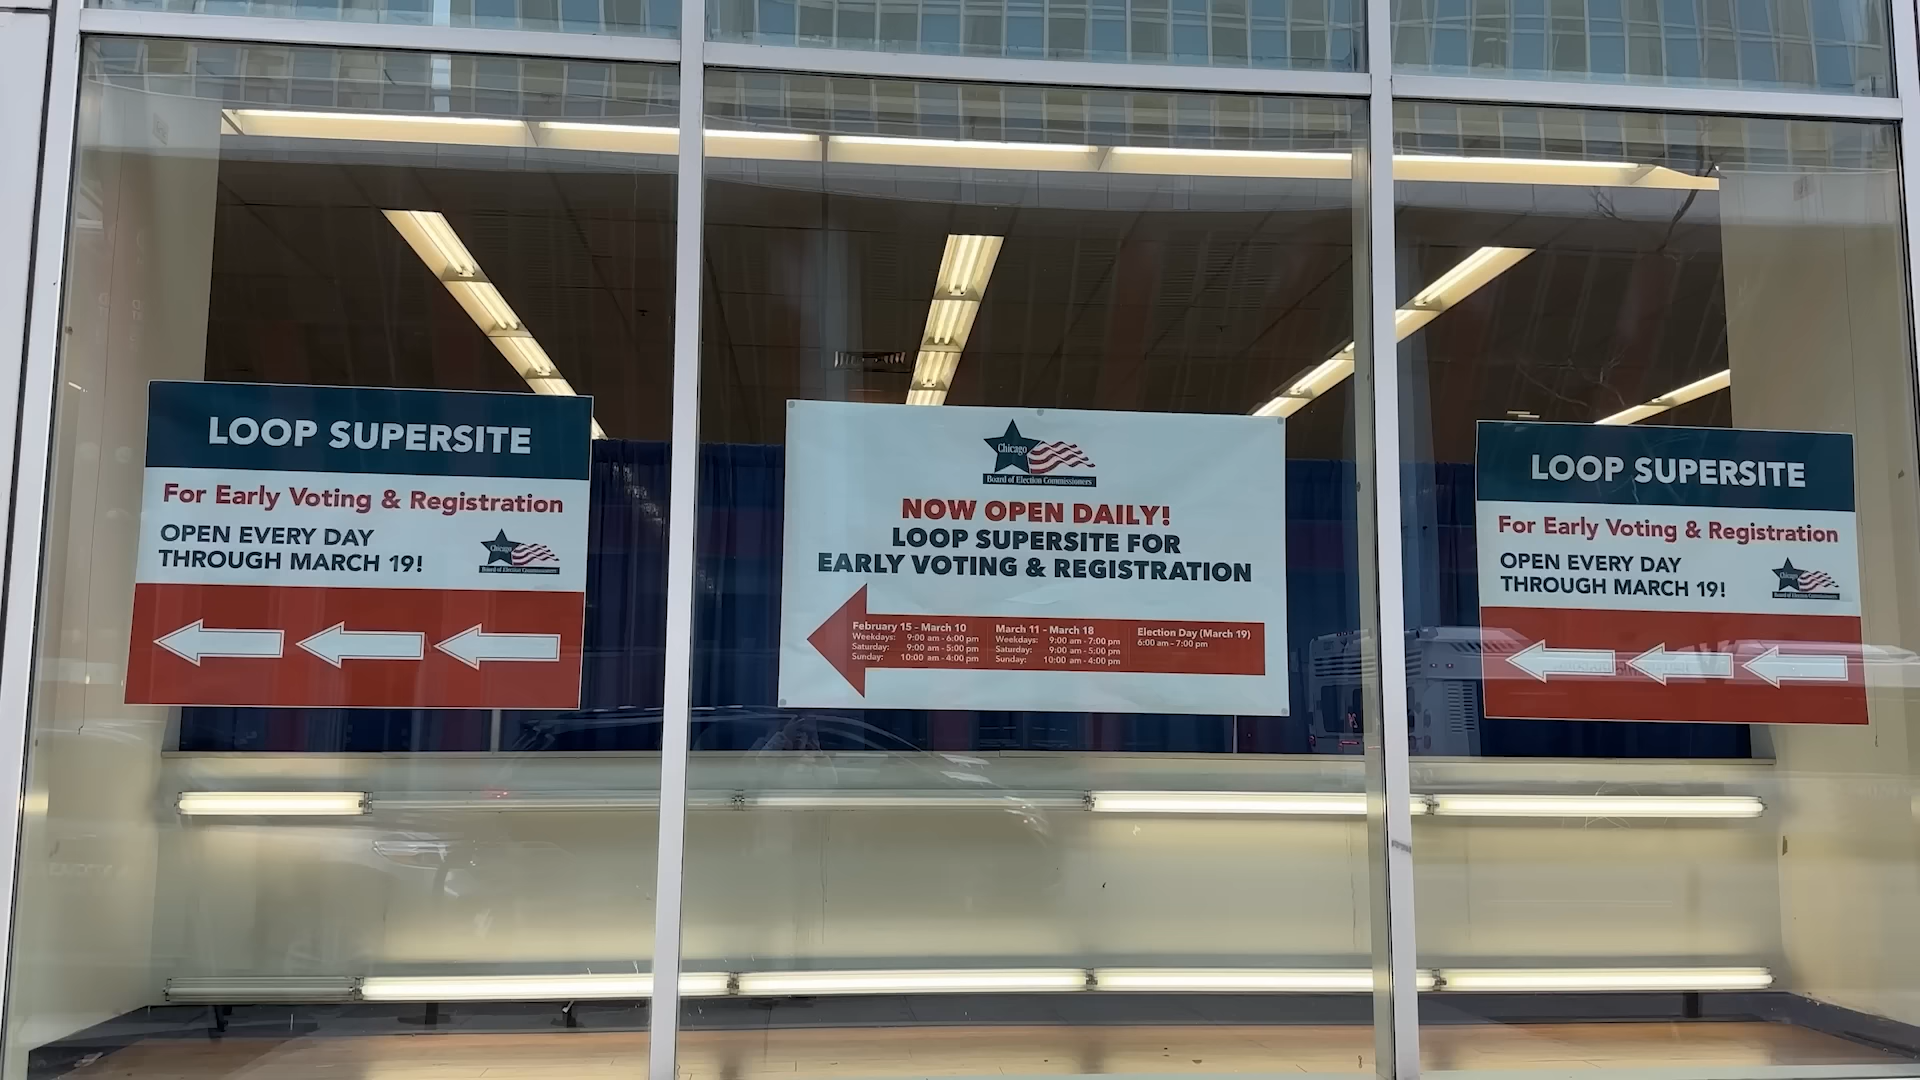 LOOP SUPERSITE
For Early Voting & Registration
OPEN EVERY DAY
THROUGH MARCH 19!
Chicago
Board of Election Commissioners
Chicago
Board of Election Commissioners
NOW OPEN DAILY!
LOOP SUPERSITE FOR
EARLY VOTING & REGISTRATION
February 15 - March 10
Weekdays: 9:00 am - 6:00 pm
Saturday: 9:00 am - 5:00 pm
Sunday: 10:00 am - 4:00 pm
March 11 - March 18
Weekdays: 9:00 am - 7:00 pm
Saturday: 9:00 am - 5:00 pm
Sunday: 10:00 am - 4:00 pm
Election Day (March 19)
6:00 am - 7:00 pm
LOOP SUPERSITE
For Early Voting & Registration
OPEN EVERY DAY
THROUGH MARCH 19!
Chicago
Board of Election Commissioners